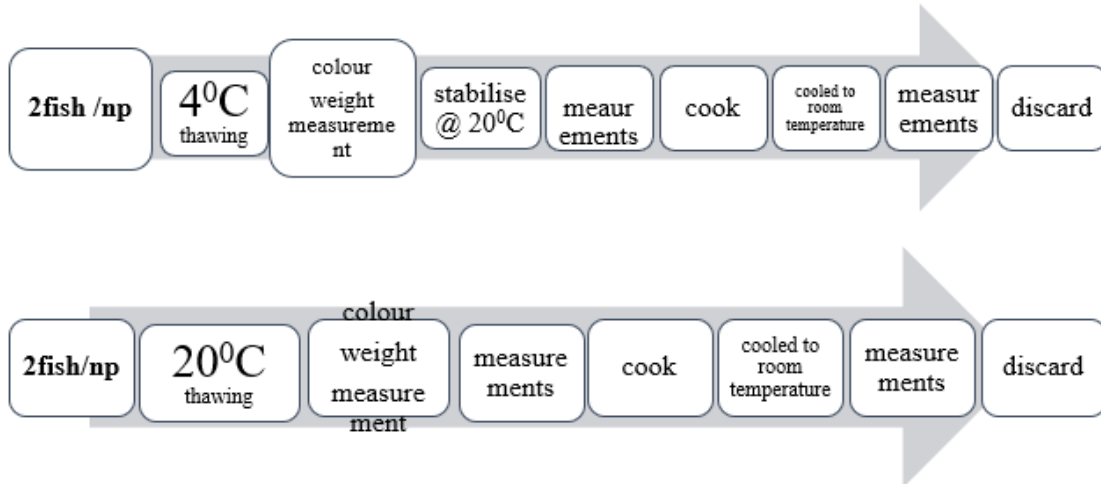 2fish /np
4⁰C
thawing
colour
weight
measureme
nt
stabilise
@ 20⁰C
meaur
ements
cook
cooled to
room
temperature
measur
ements
discard
2fish/np
20⁰C
thawing
colour
weight
measure
ment
measure
ments
cook
cooled to
room
temperature
measure
ments
discard